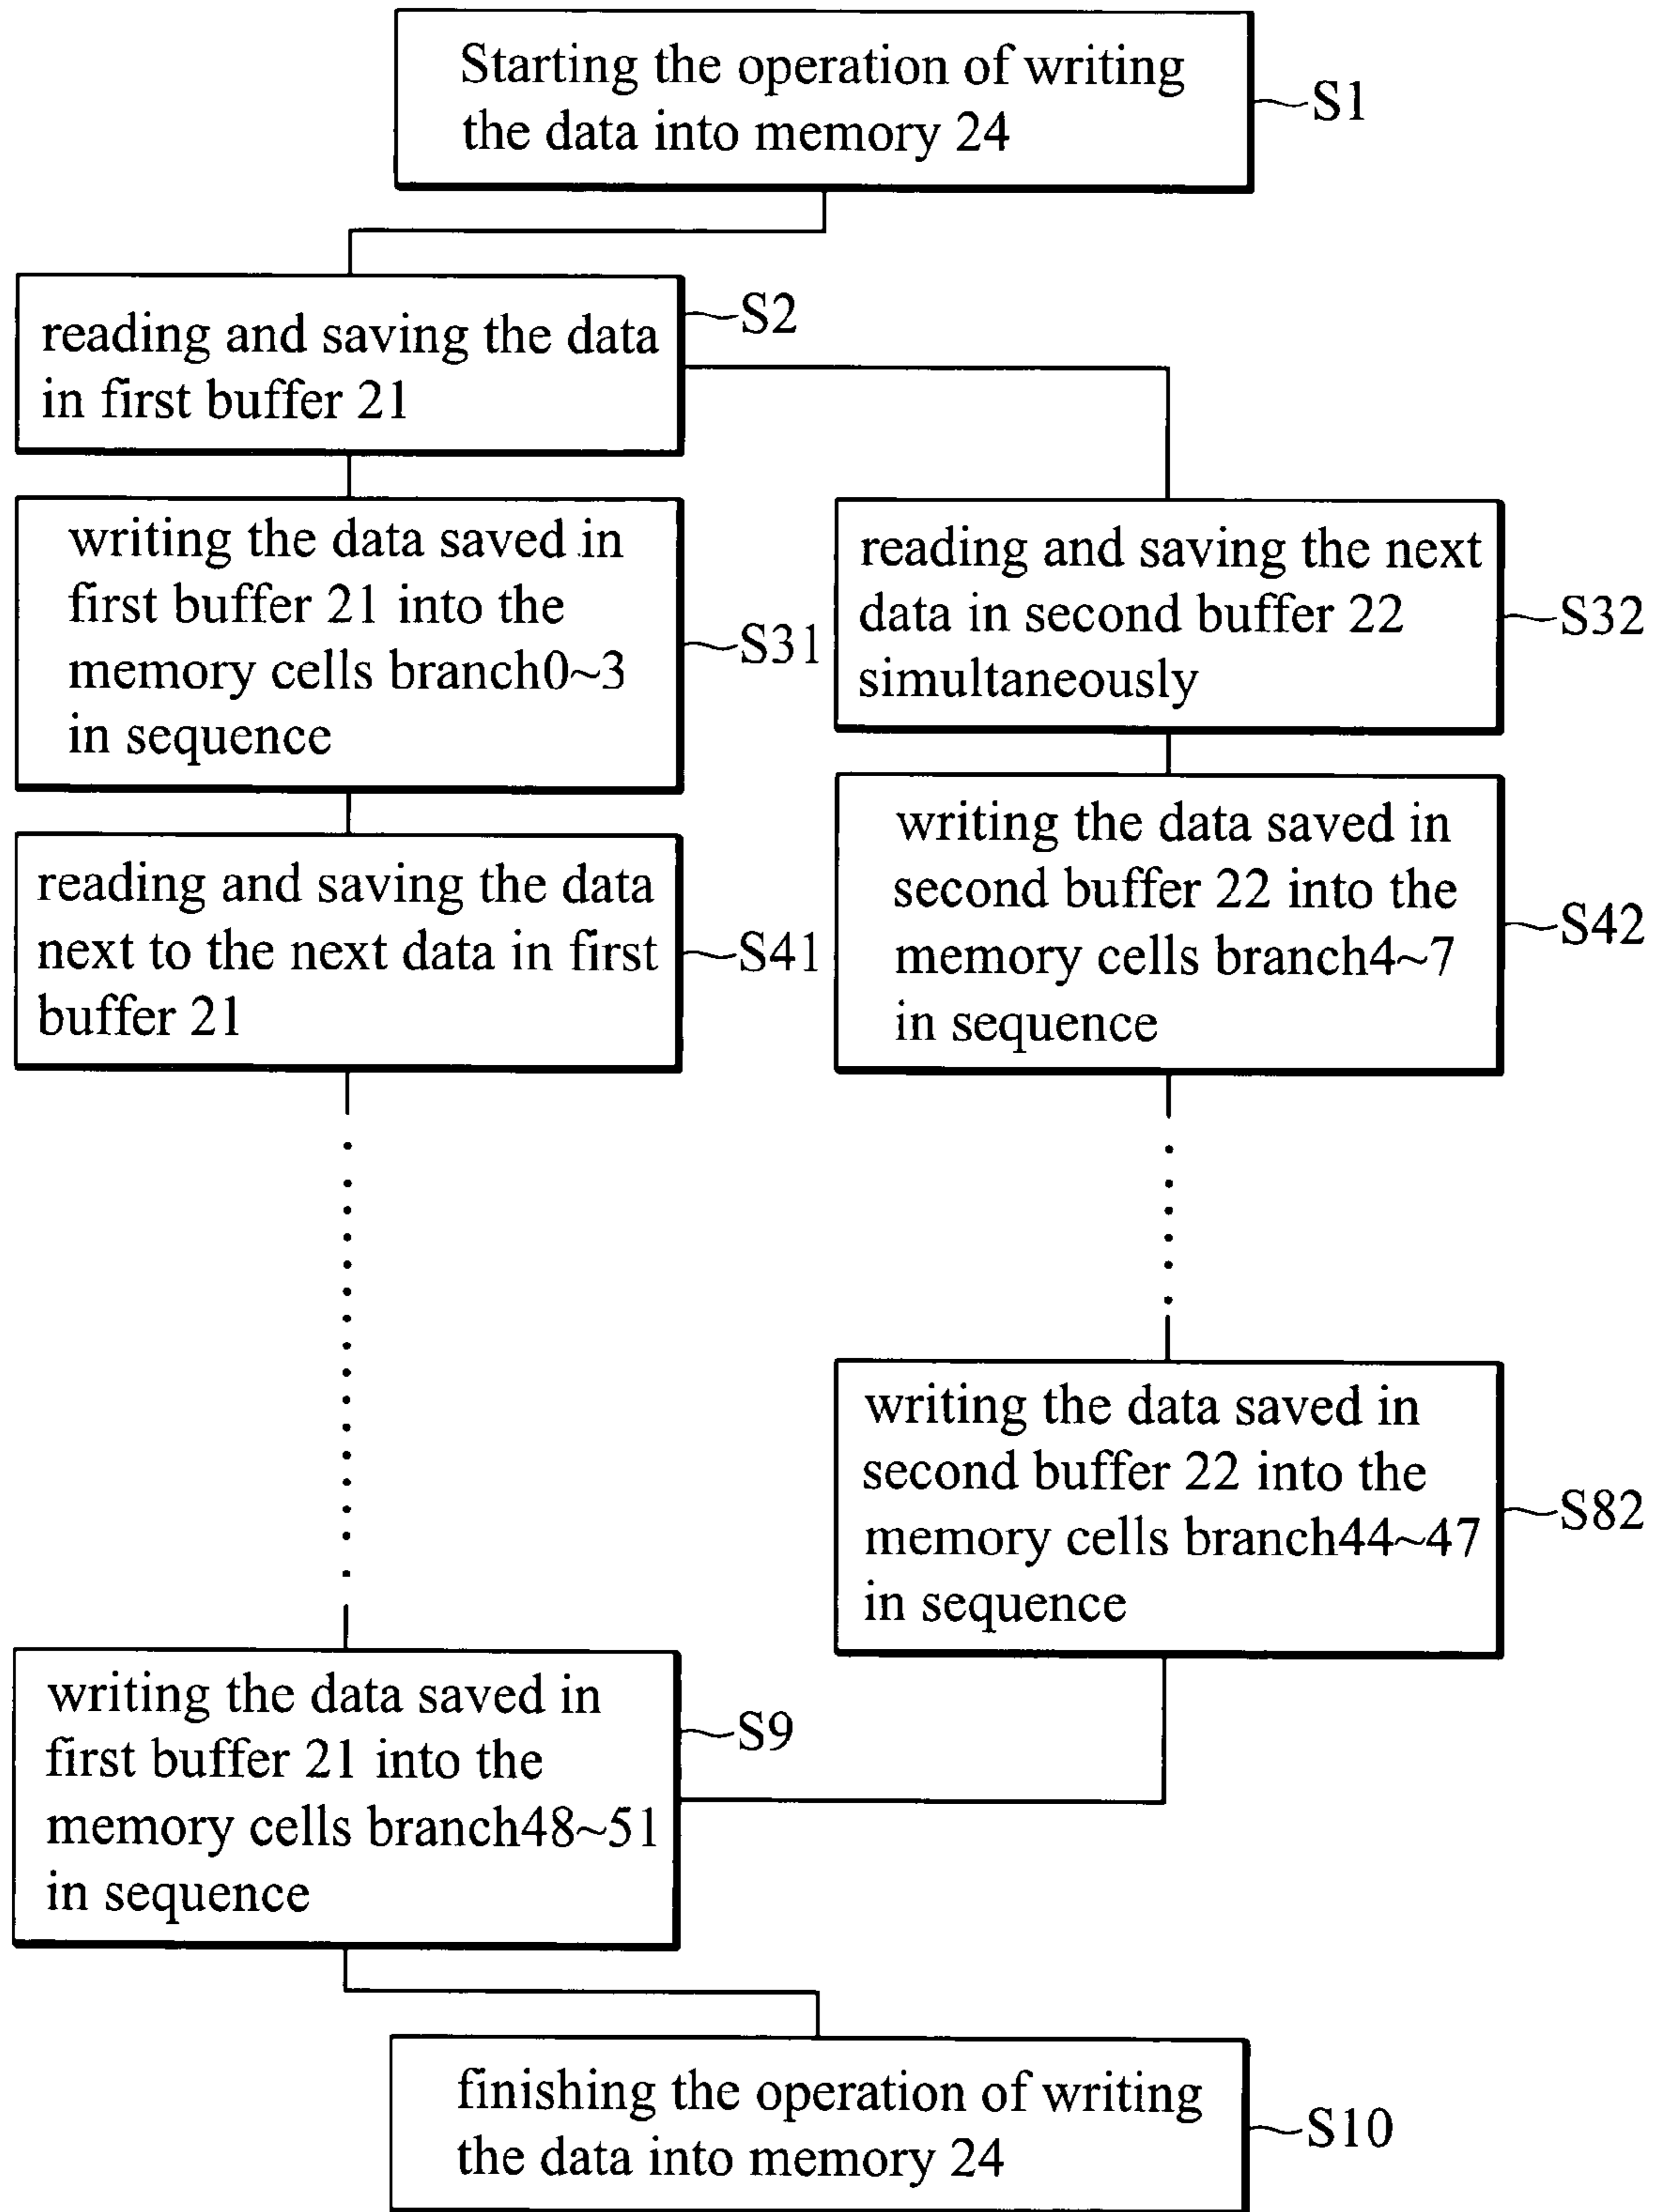 Starting the operation of writing
the data into memory 24
S1
reading and saving the data
in first buffer 21
S2
writing the data saved in
first buffer 21 into the
memory cells branch0~3
in sequence
S31
reading and saving the next
data in second buffer 22
simultaneously
S32
reading and saving the data
next to the next data in first
buffer 21
S41
writing the data saved in
second buffer 22 into the
memory cells branch4~7
in sequence
S42
writing the data saved in
second buffer 22 into the
memory cells branch44~47
in sequence
S82
writing the data saved in
first buffer 21 into the
memory cells branch48~51
in sequence
S9
finishing the operation of writing
the data into memory 24
S10